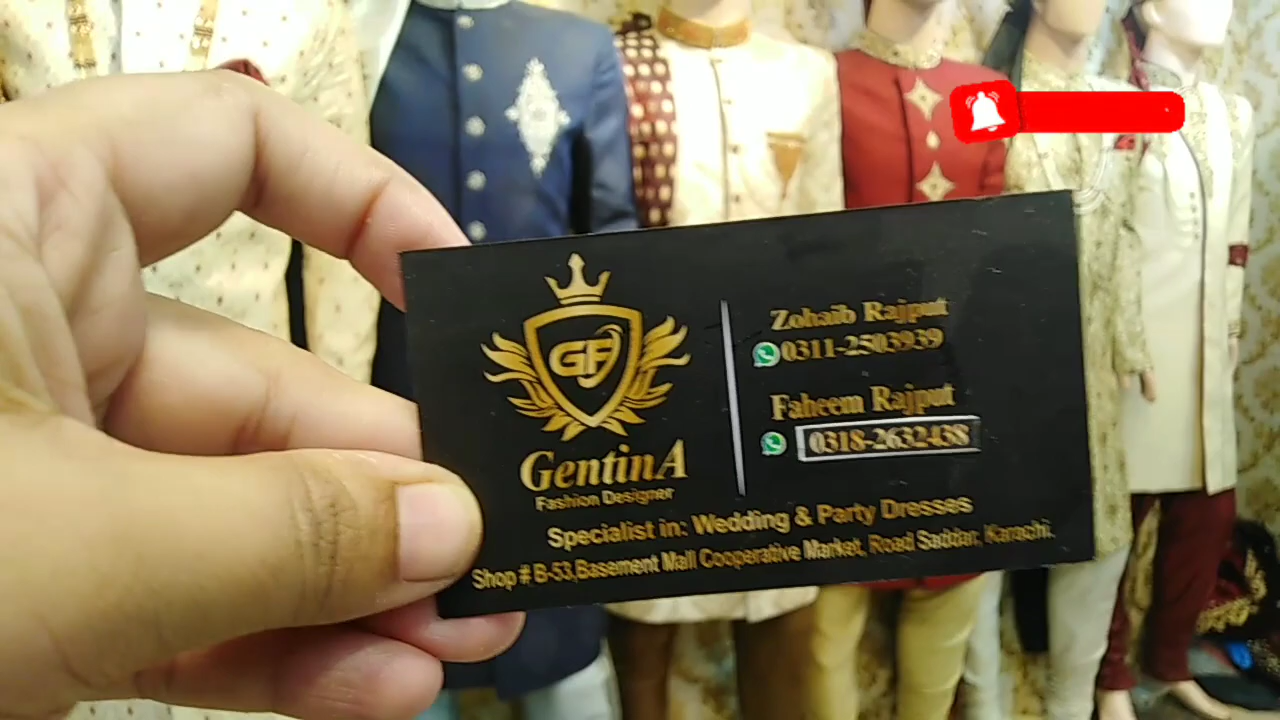 GF
GentinA
Fashion Designer
Zohaib Rajput
0311-2503939
Faheem Rajput
0318-2632438
Specialist in: Wedding & Party Dresses
Shop # B-53,Basement Mall Cooperative Market, Road Saddar, Karachi.